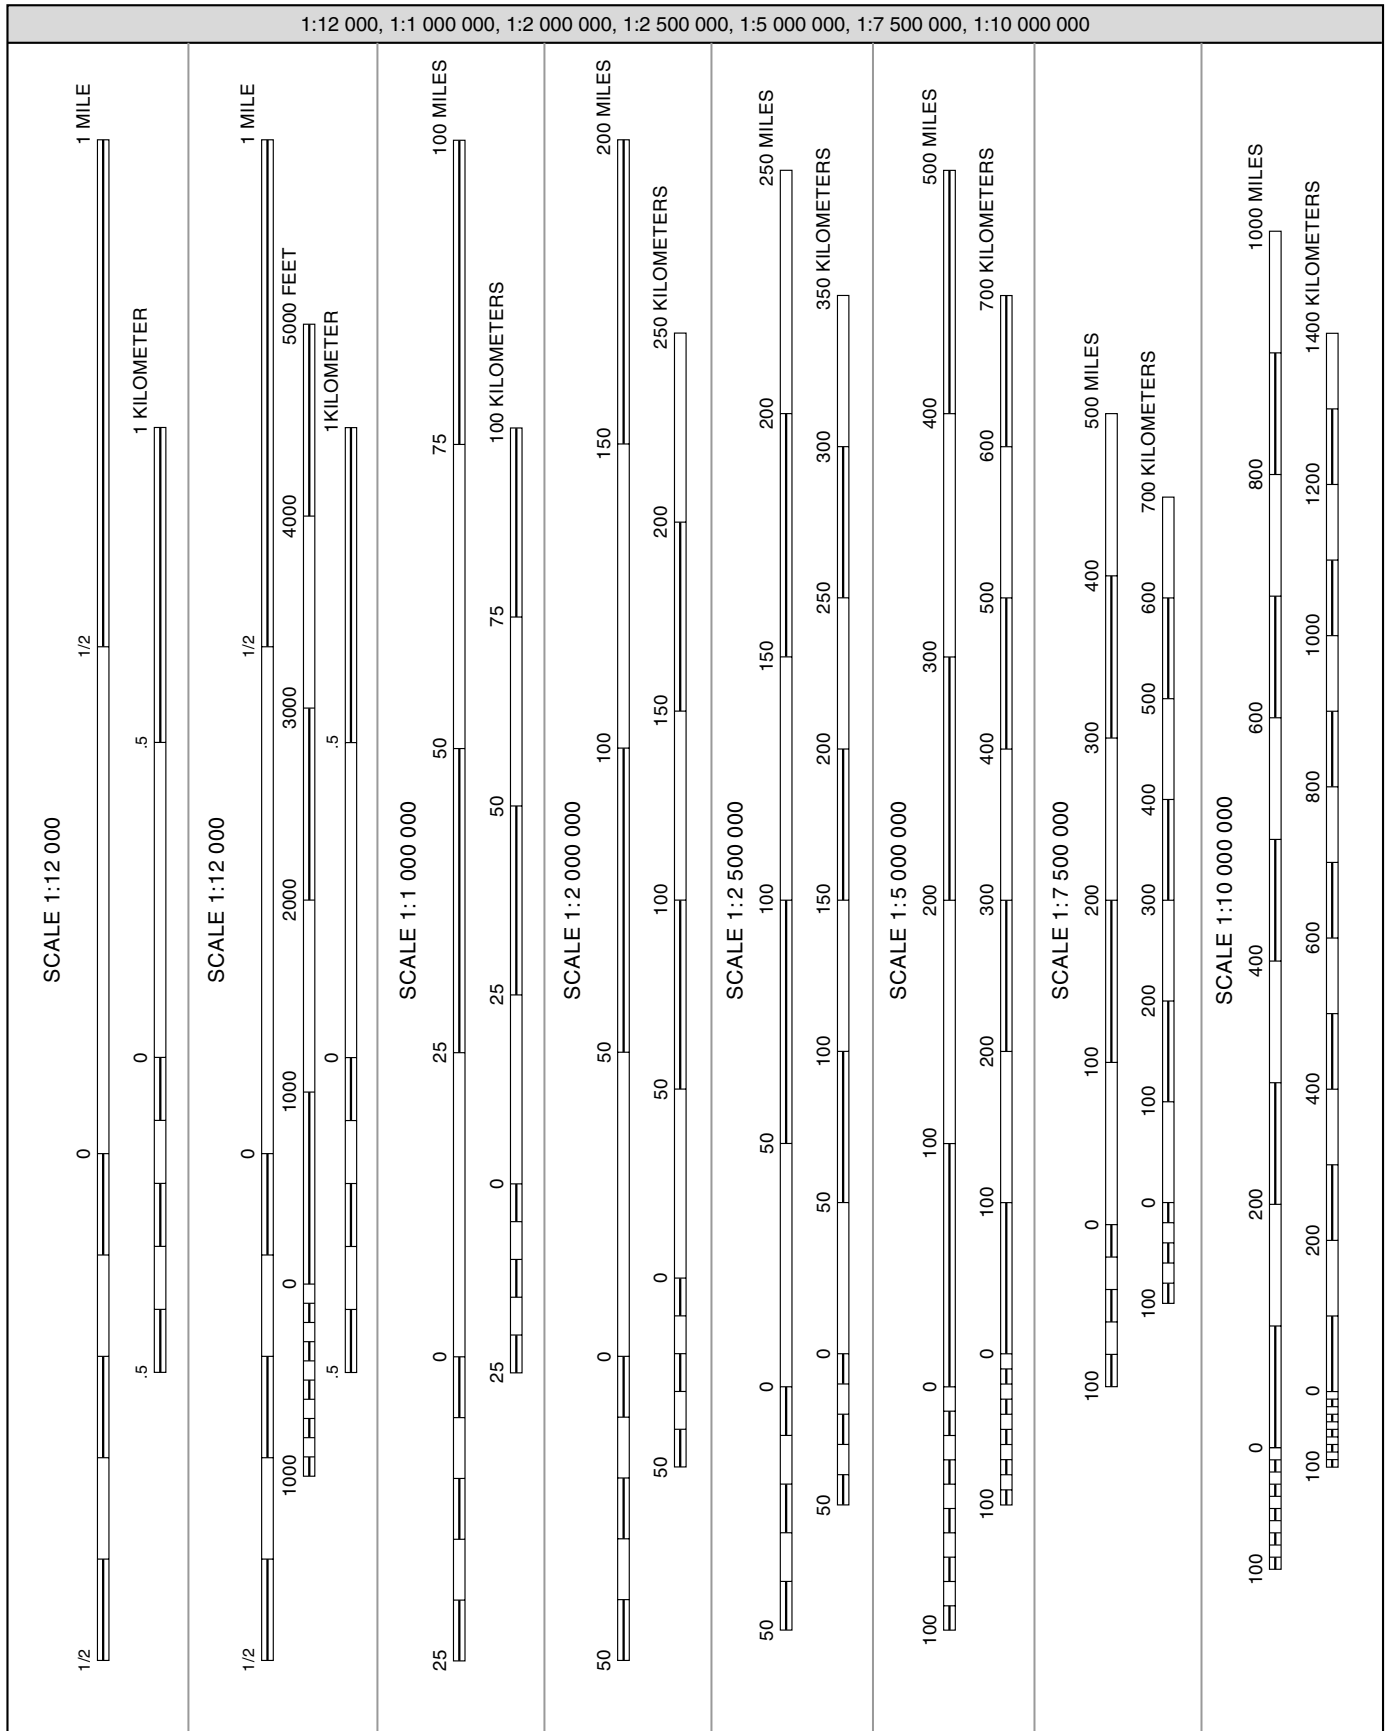 1:12 000, 1:1 000 000, 1:2 000 000, 1:2 500 000, 1:5 000 000, 1:7 500 000, 1:10 000 000
SCALE 1:12 000
1/2 0 1/2 1 MILE
.5 0 .5 1 KILOMETER
SCALE 1:12 000
1/2 0 1/2 1 MILE
1000 0 1000 2000 3000 4000 5000 FEET
.5 0 .5 1KILOMETER
SCALE 1:1 000 000
25 0 25 50 75 100 MILES
25 0 25 50 75 100 KILOMETERS
SCALE 1:2 000 000
50 0 50 100 150 200 MILES
50 0 50 100 150 200 250 KILOMETERS
SCALE 1:2 500 000
50 0 50 100 150 200 250 MILES
50 0 50 100 150 200 250 300 350 KILOMETERS
SCALE 1:5 000 000
100 0 100 200 300 400 500 MILES
100 0 100 200 300 400 500 600 700 KILOMETERS
SCALE 1:7 500 000
100 0 100 200 300 400 500 MILES
100 0 100 200 300 400 500 600 700 KILOMETERS
SCALE 1:10 000 000
100 0 200 400 600 800 1000 MILES
100 0 200 400 600 800 1000 1200 1400 KILOMETERS